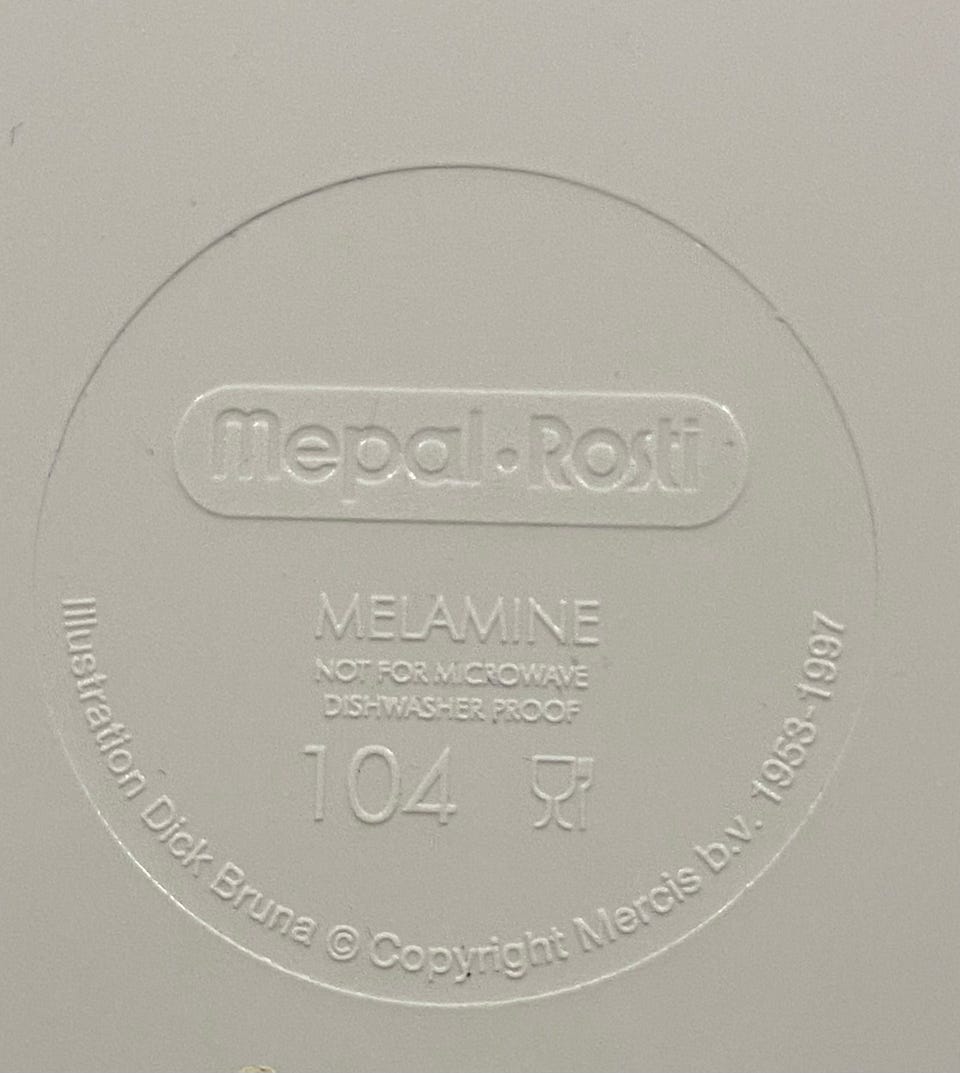 Mepal • Rosti
MELAMINE
NOT FOR MICROWAVE
DISHWASHER PROOF
104
Illustration Dick Bruna © Copyright Mercis b.v. 1953-1997